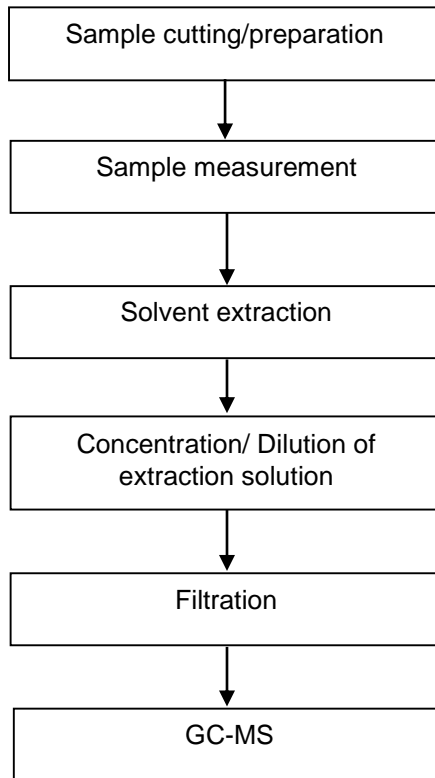 Sample cutting/preparation
Sample measurement
Solvent extraction
Concentration/ Dilution of
extraction solution
Filtration
GC-MS